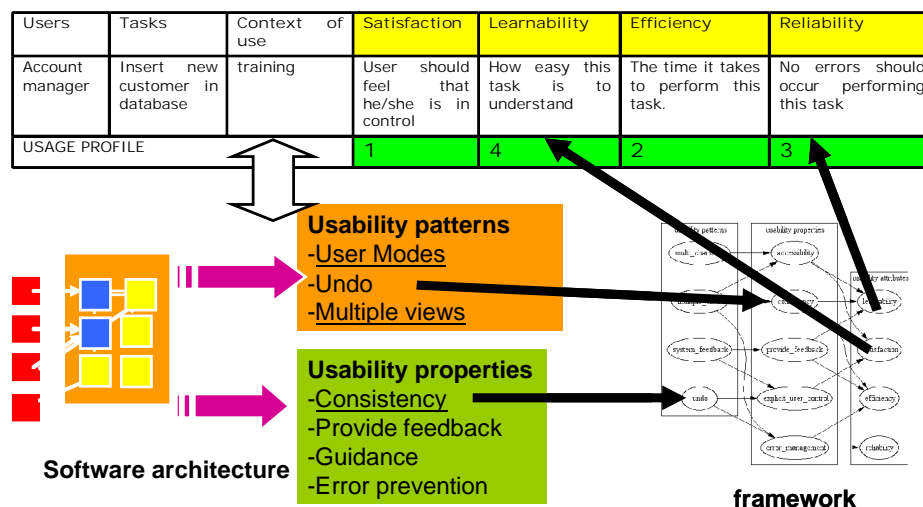 Users Tasks Context of use Satisfaction Learnability Efficiency Reliability
Account manager Insert new customer in database training User should feel that he/she is in control How easy this task is to understand The time it takes to perform this task. No errors should occur performing this task
USAGE PROFILE 1 4 2 3
Usability patterns
-User Modes
-Undo
-Multiple views
Usability properties
-Consistency
-Provide feedback
-Guidance
-Error prevention
Software architecture
usability patterns
usability properties
accessibility
usability attributes
system_feedback
provide_feedback
undo
explicit_user_control
efficiency
error_management
reliability
framework